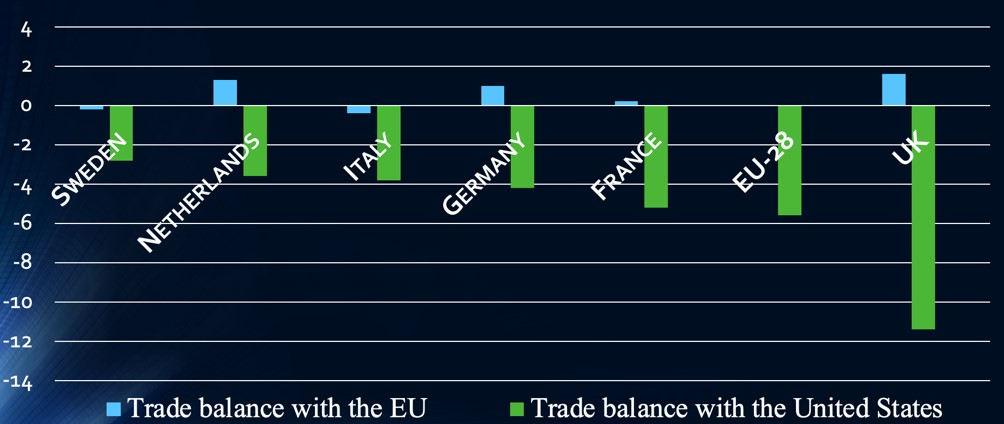 4
2
0
-2
-4
-6
-8
-10
-12
-14
Sweden
Netherlands
Italy
Germany
France
EU-28
UK
Trade balance with the EU
Trade balance with the United States